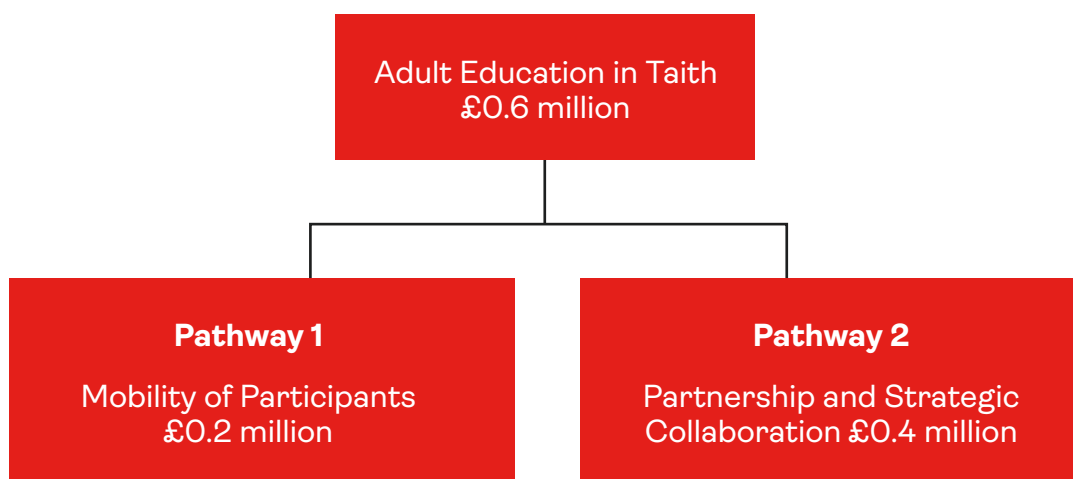 Adult Education in Taith
£0.6 million
Pathway 1
Mobility of Participants
£0.2 million
Pathway 2
Partnership and Strategic
Collaboration £0.4 million